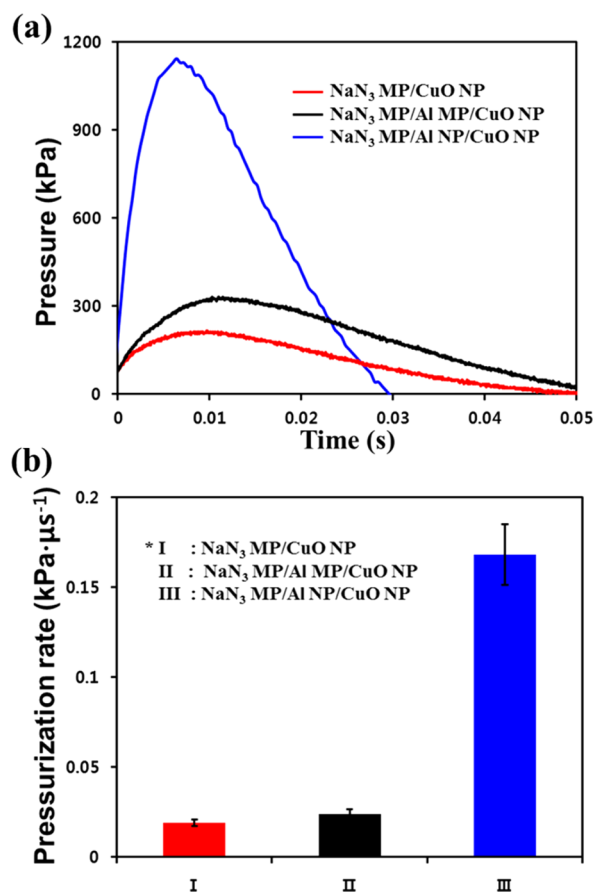 (a)
1200
900
600
300
0
Pressure (kPa)
NaN₃ MP/CuO NP
NaN₃ MP/Al MP/CuO NP
NaN₃ MP/Al NP/CuO NP
0 0.01 0.02 0.03 0.04 0.05
Time (s)
(b)
0.2
0.15
0.1
0.05
0
Pressurization rate (kPa·μs⁻¹)
* I : NaN₃ MP/CuO NP
II : NaN₃ MP/Al MP/CuO NP
III : NaN₃ MP/Al NP/CuO NP
I II III